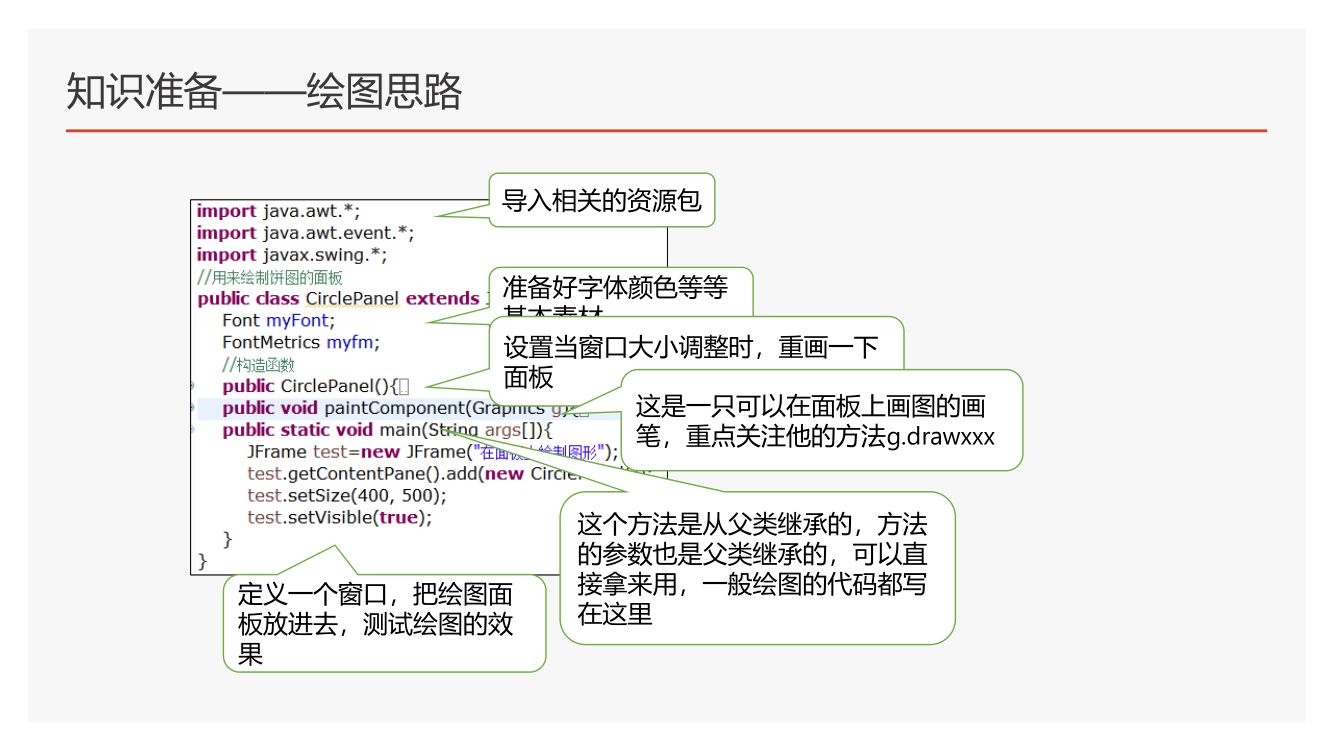 知识准备——绘图思路
导入相关的资源包
import java.awt.*;
import java.awt.event.*;
import javax.swing.*;
//用来绘制饼图的面板
public class CirclePanel extends
准备好字体颜色等等
基本素材
Font myFont;
FontMetrics myfm;
设置当窗口大小调整时，重画一下
面板
//构造函数
public CirclePanel(){
public void paintComponent(Graphics g){
这是一只可以在面板上画图的画
笔，重点关注他的方法g.drawxxx
public static void main(String args[]){
JFrame test=new JFrame("在面板上绘制图形");
test.getContentPane().add(new
test.setSize(400, 500);
test.setVisible(true);
}
}
这个方法是从父类继承的，方法
的参数也是父类继承的，可以直
接拿来用，一般绘图的代码都写
在这里
定义一个窗口，把绘图面
板放进去，测试绘图的效
果